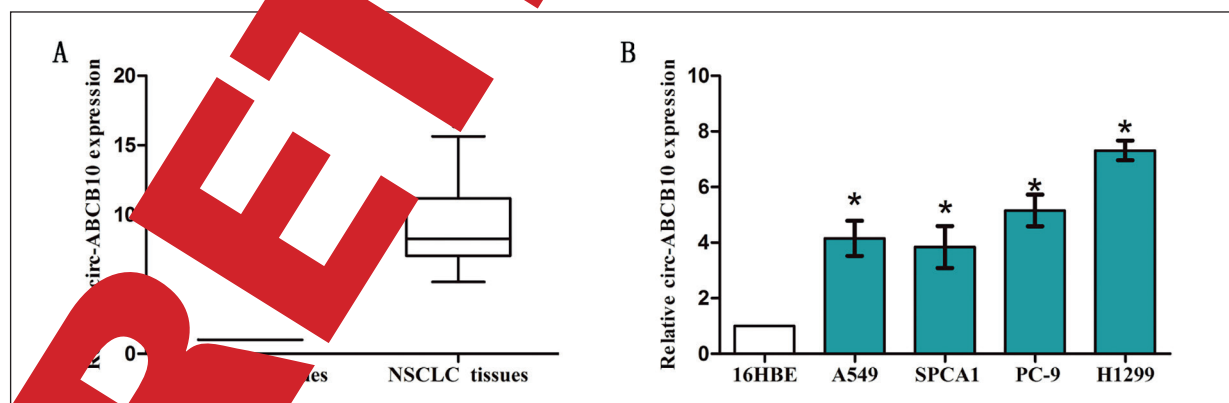 A
B
circ-ABCB10 expression
20
15
10
0
NSCLC tissues
Relative circ-ABCB10 expression
10
8
6
4
2
0
*
*
*
*
16HBE
A549
SPCA1
PC-9
H1299
RET